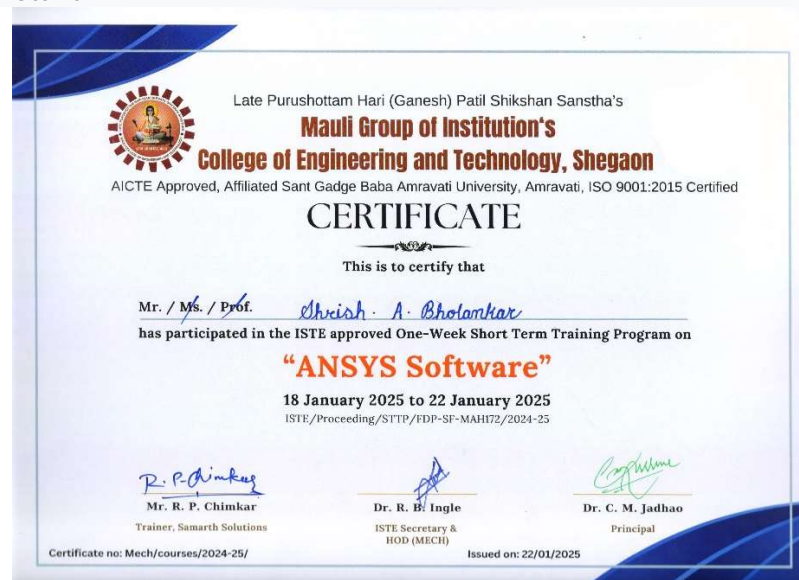 Late Purushottam Hari (Ganesh) Patil Shikshan Sanstha's
Mauli Group of Institution's
College of Engineering and Technology, Shegaon
AICTE Approved, Affiliated Sant Gadge Baba Amravati University, Amravati, ISO 9001:2015 Certified
CERTIFICATE
This is to certify that
Mr. / Ms. / Prof. Shrish. A. Bholankar
has participated in the ISTE approved One-Week Short Term Training Program on
“ANSYS Software”
18 January 2025 to 22 January 2025
ISTE/Proceeding/STTP/FDP-SF-MAH172/2024-25
R. P. Chimkar
Mr. R. P. Chimkar Dr. R. B. Ingle Dr. C. M. Jadhao
Trainer, Samarth Solutions ISTE Secretary & Principal
HOD (MECH)
Certificate no: Mech/courses/2024-25/ Issued on: 22/01/2025